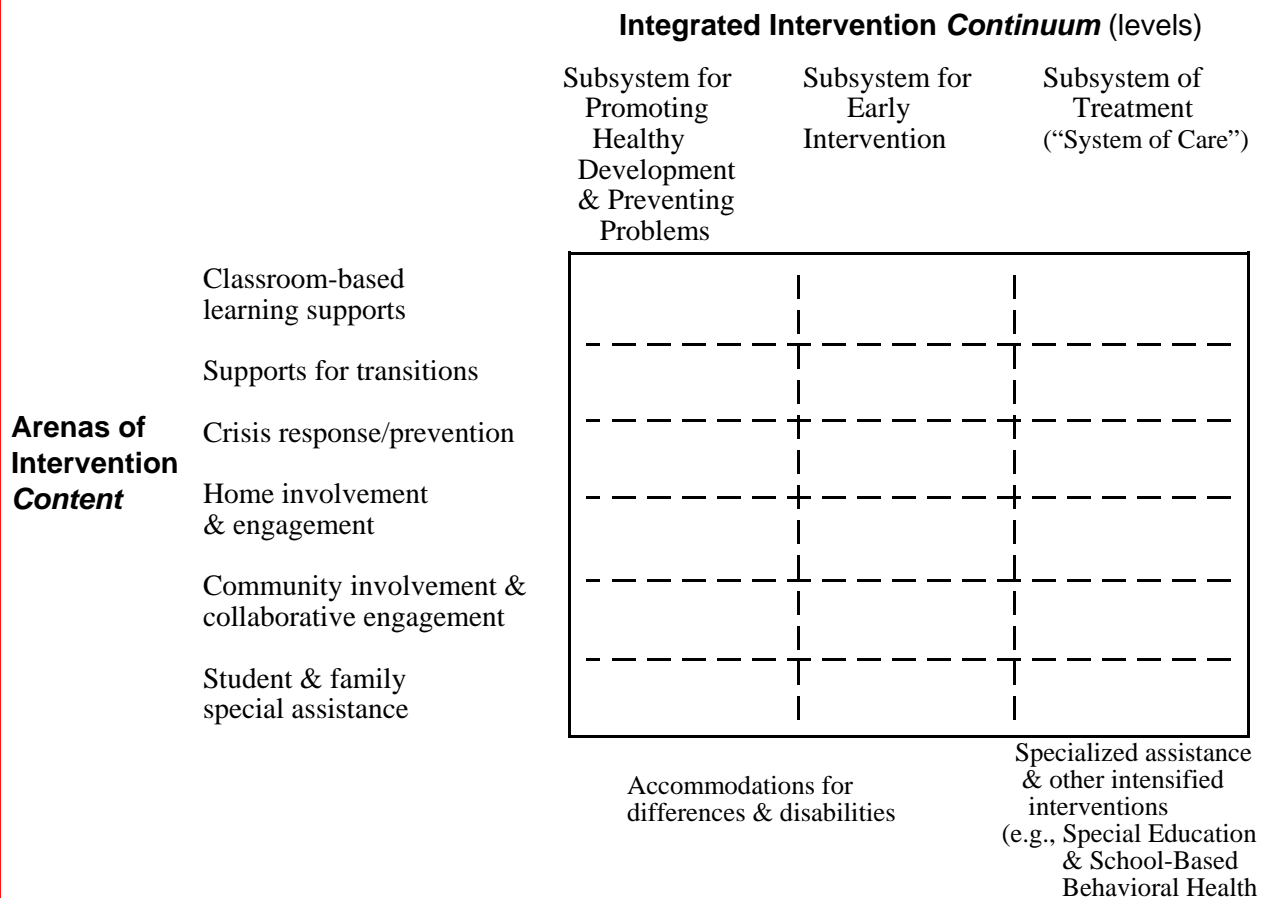 Integrated Intervention Continuum (levels)
Subsystem for
Promoting
Healthy
Development
& Preventing
Problems
Subsystem for
Early
Intervention
Subsystem of
Treatment
(“System of Care”)
Arenas of
Intervention
Content
Classroom-based
learning supports
Supports for transitions
Crisis response/prevention
Home involvement
& engagement
Community involvement &
collaborative engagement
Student & family
special assistance
Accommodations for
differences & disabilities
Specialized assistance
& other intensified
interventions
(e.g., Special Education
& School-Based
Behavioral Health